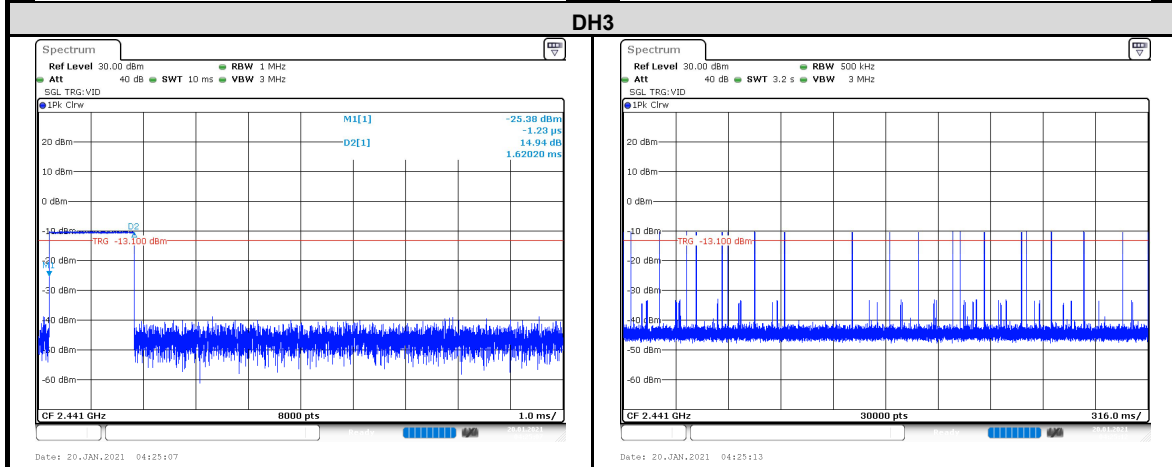 DH3
Spectrum
Ref Level 30.00 dBm RBW 1 MHz
Att 40 dB SWT 10 ms VBW 3 MHz
SGL TRG:VID
1Pk Clrw
M1[1] -25.38 dBm
-1.23 µs
D2[1] 14.94 dB
1.62020 ms
20 dBm
10 dBm
0 dBm
-10 dBm
D2
TRG -13.100 dBm
-20 dBm
M1
-30 dBm
-40 dBm
-50 dBm
-60 dBm
CF 2.441 GHz 8000 pts 1.0 ms/
Date: 20.JAN.2021 04:25:07
Spectrum
Ref Level 30.00 dBm RBW 500 kHz
Att 40 dB SWT 3.2 s VBW 3 MHz
SGL TRG:VID
1Pk Clrw
20 dBm
10 dBm
0 dBm
-10 dBm
TRG -13.100 dBm
-20 dBm
-30 dBm
-40 dBm
-50 dBm
-60 dBm
CF 2.441 GHz 30000 pts 316.0 ms/
Date: 20.JAN.2021 04:25:13